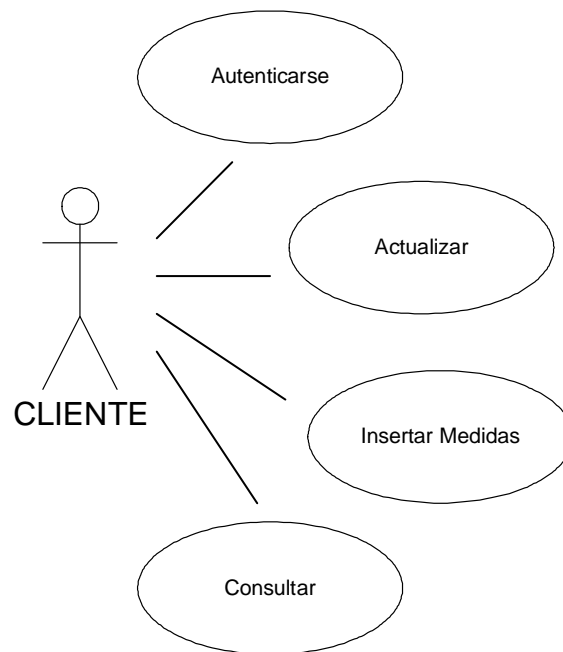 Autenticarse
Actualizar
CLIENTE
Insertar Medidas
Consultar